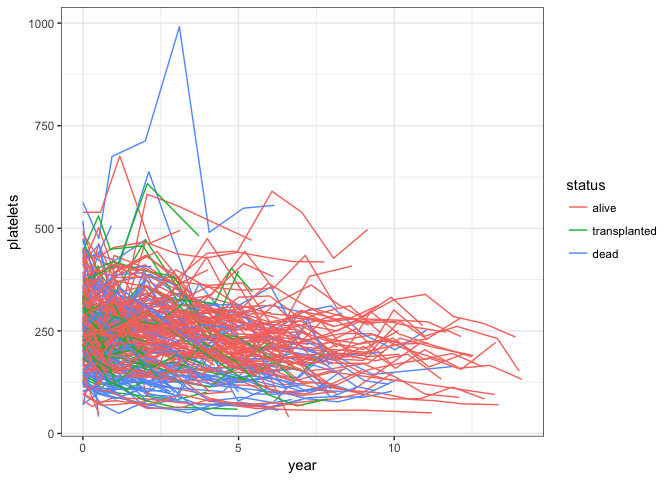 1000
750
500
250
0
platelets
0 5 10
year
status
alive
transplanted
dead